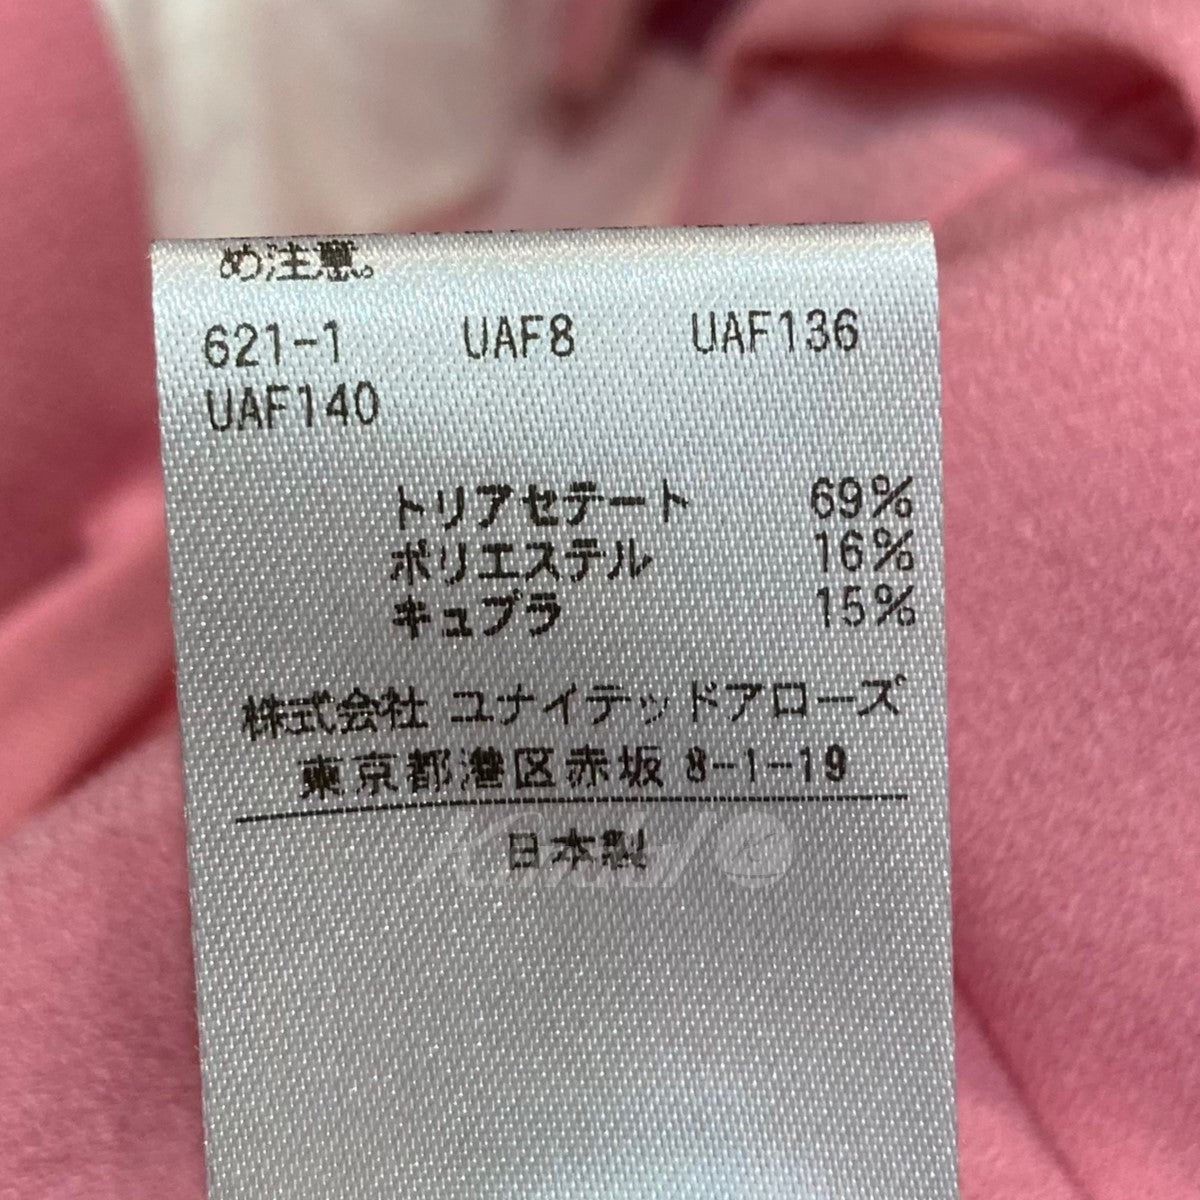 め注意。
621-1 UAF8 UAF136
UAF140
トリアセテート 69%
ポリエステル 16%
キュプラ 15%
株式会社 ユナイテッドアローズ
東京都港区赤坂 8-1-19
日本製